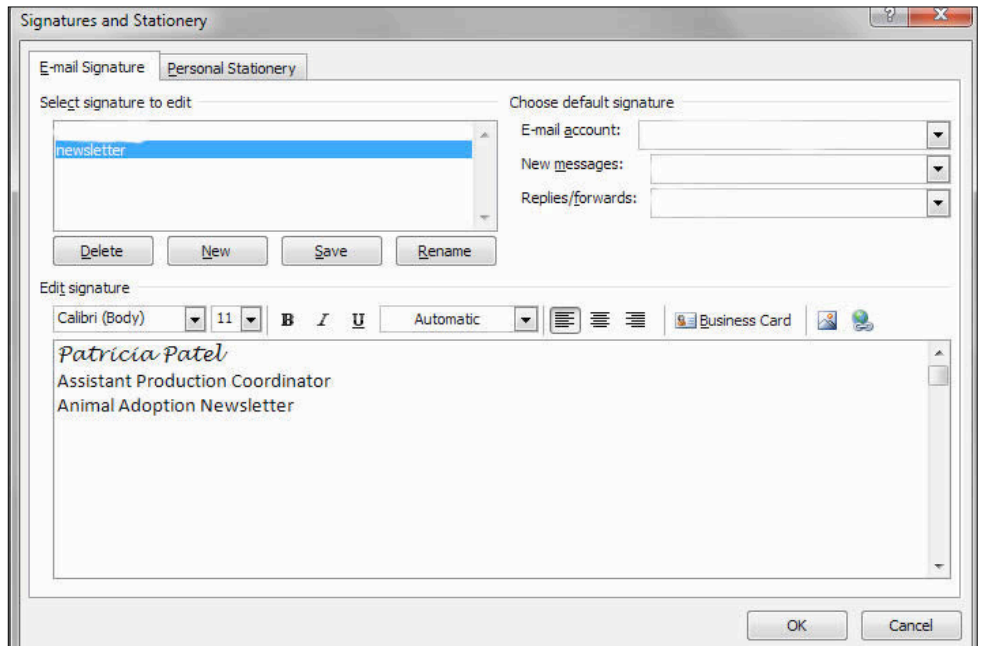 Signatures and Stationery
E-mail Signature Personal Stationery
Select signature to edit
newsletter
Delete New Save Rename
Choose default signature
E-mail account:
New messages:
Replies/forwards:
Edit signature
Calibri (Body) 11 B I U Automatic Business Card
Patricia Patel
Assistant Production Coordinator
Animal Adoption Newsletter
OK Cancel